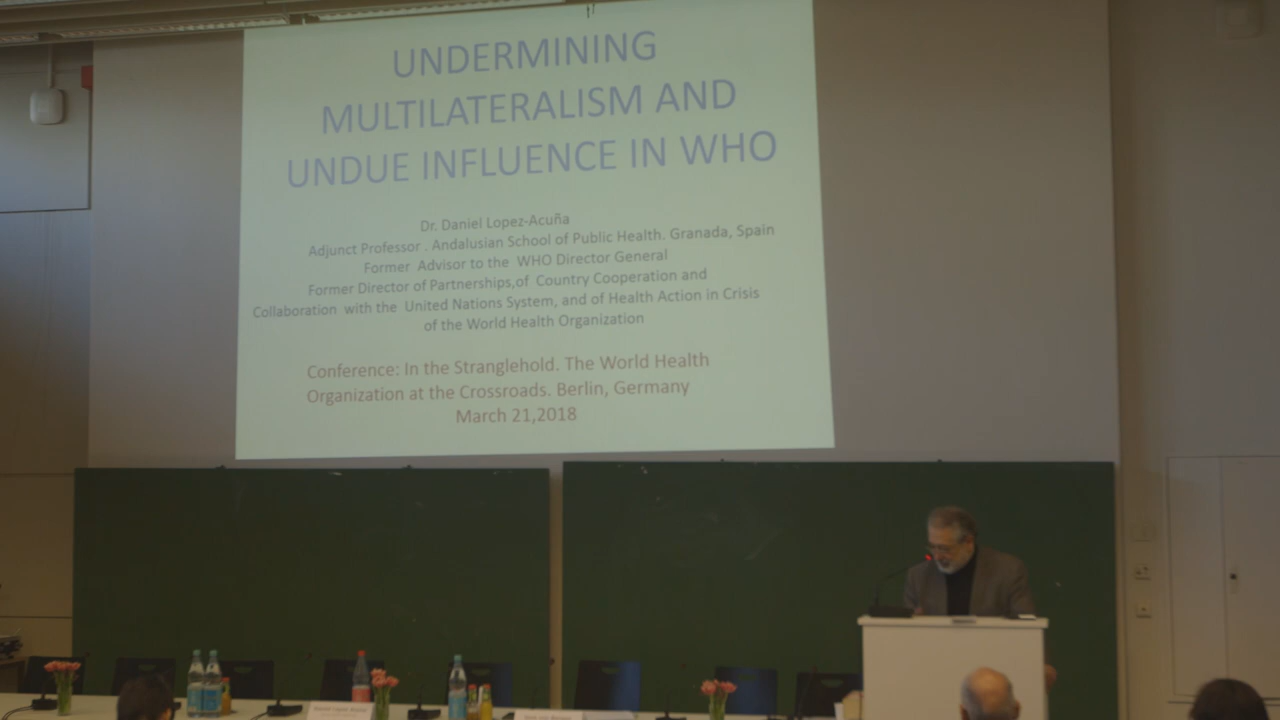 UNDERMINING
MULTILATERALISM AND
UNDUE INFLUENCE IN WHO
Dr. Daniel Lopez-Acuña
Adjunct Professor . Andalusian School of Public Health. Granada, Spain
Former Advisor to the WHO Director General
Former Director of Partnerships,of Country Cooperation and
Collaboration with the United Nations System, and of Health Action in Crisis
of the World Health Organization
Conference: In the Stranglehold. The World Health
Organization at the Crossroads. Berlin, Germany
March 21,2018